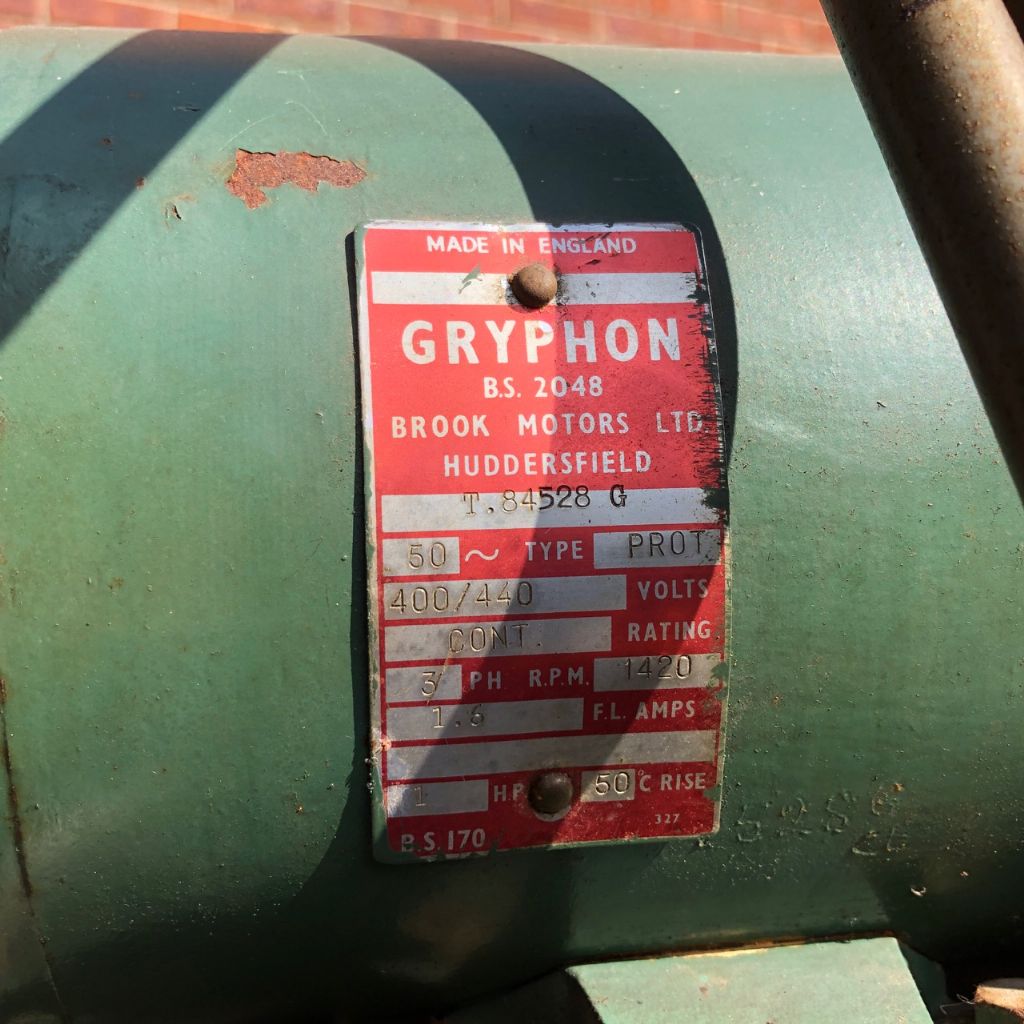 MADE IN ENGLAND
GRYPHON
B.S. 2048
BROOK MOTORS LTD.
HUDDERSFIELD
T.84528 G
50 ~ TYPE PROT
400/440 VOLTS
CONT. RATING
3 PH R.P.M. 1420
1.6 F.L. AMPS
1 H.P. 50 °C RISE
327
B.S. 170